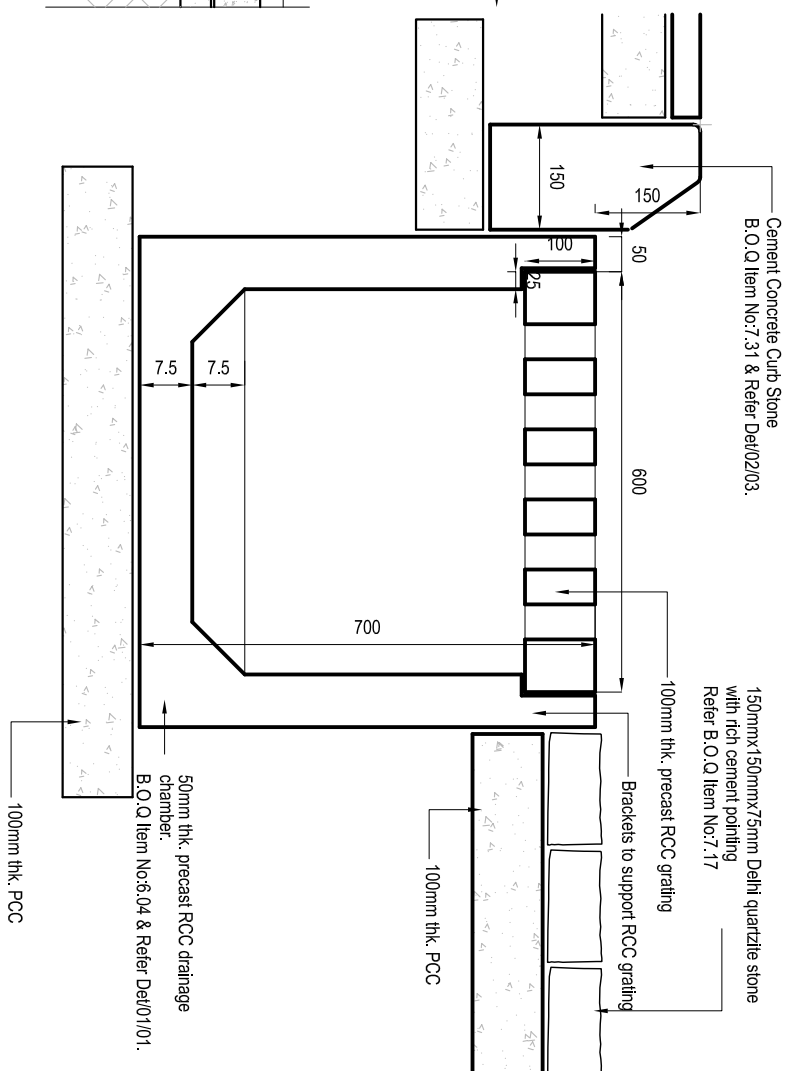 Cement Concrete Curb Stone
B.O.Q Item No:7.31 & Refer Det/02/03.
150mmx150mmx75mm Delhi quartzite stone
with rich cement pointing
Refer B.O.Q Item No:7.17
100mm thk. precast RCC grating
Brackets to support RCC grating
150
150
50
100
25
600
7.5
7.5
700
100mm thk. PCC
50mm thk. precast RCC drainage
chamber.
B.O.Q Item No:6.04 & Refer Det/01/01.
100mm thk. PCC